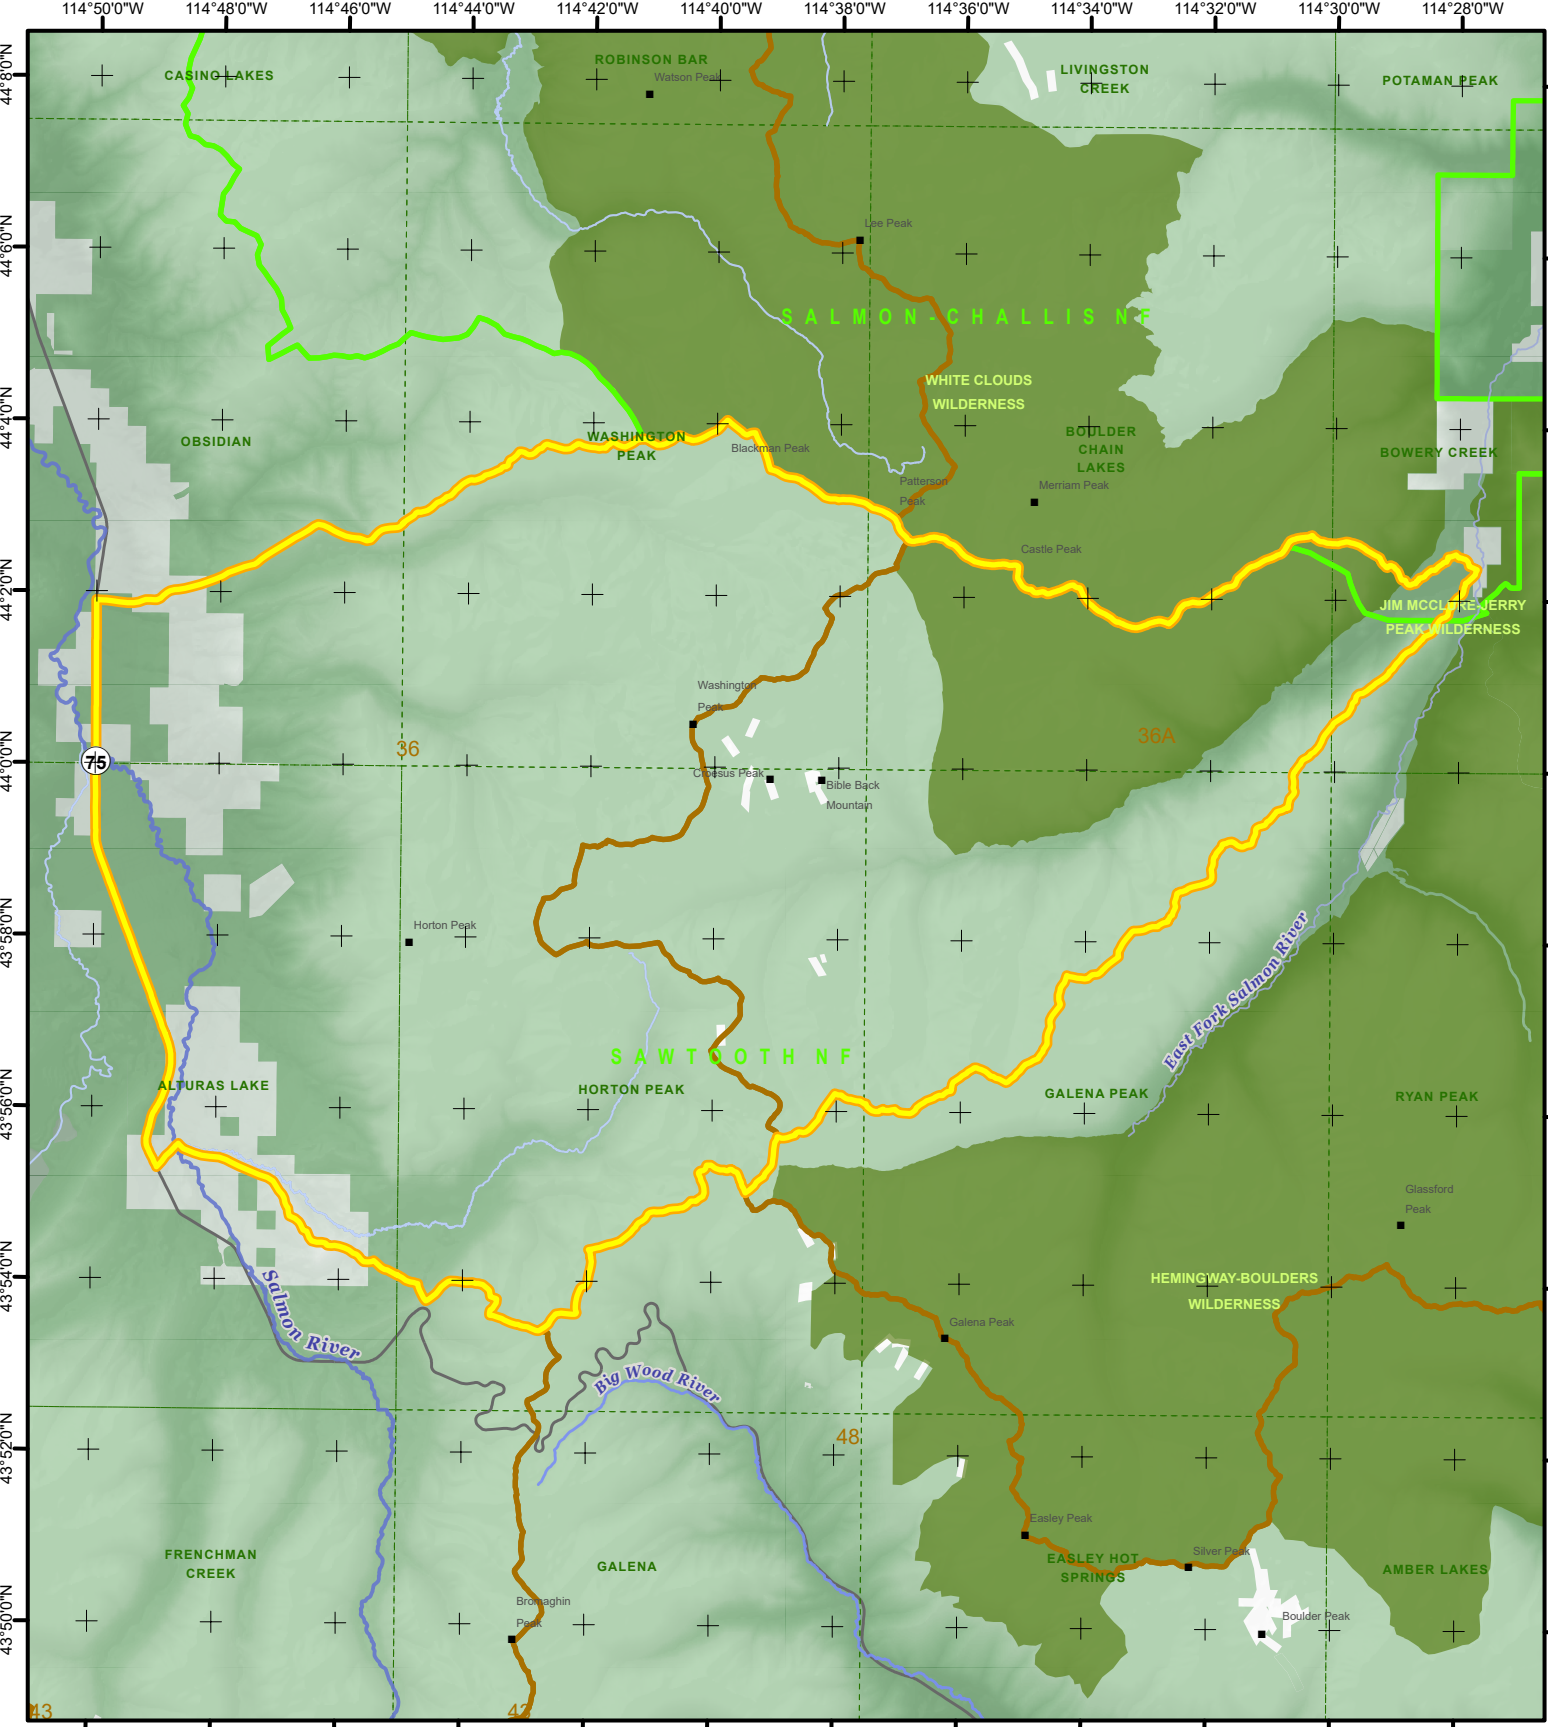 114°50'0"W 114°48'0"W 114°46'0"W 114°44'0"W 114°42'0"W 114°40'0"W 114°38'0"W 114°36'0"W 114°34'0"W 114°32'0"W 114°30'0"W 114°28'0"W
44°8'0"N
44°6'0"N
44°4'0"N
44°2'0"N
44°0'0"N
43°58'0"N
43°56'0"N
43°54'0"N
43°52'0"N
43°50'0"N
CASINO LAKES
ROBINSON BAR
Watson Peak
LIVINGSTON
CREEK
POTAMAN PEAK
Lee Peak
SALMON-CHALLIS NF
WHITE CLOUDS
WILDERNESS
OBSIDIAN
WASHINGTON
PEAK
Blackman Peak
BOULDER
CHAIN
LAKES
BOWERY CREEK
Patterson
Peak
Merriam Peak
Castle Peak
JIM MCCLURE-JERRY
PEAK WILDERNESS
Washington
Peak
36
36A
75
Croesus Peak
Bible Back
Mountain
Horton Peak
East Fork Salmon River
SAWTOOTH NF
ALTURAS LAKE
HORTON PEAK
GALENA PEAK
RYAN PEAK
Glassford
Peak
HEMINGWAY-BOULDERS
WILDERNESS
Salmon River
Galena Peak
Big Wood River
48
Easley Peak
FRENCHMAN
CREEK
GALENA
EASLEY HOT
SPRINGS
Silver Peak
AMBER LAKES
Bromaghin
Peak
Boulder Peak
43